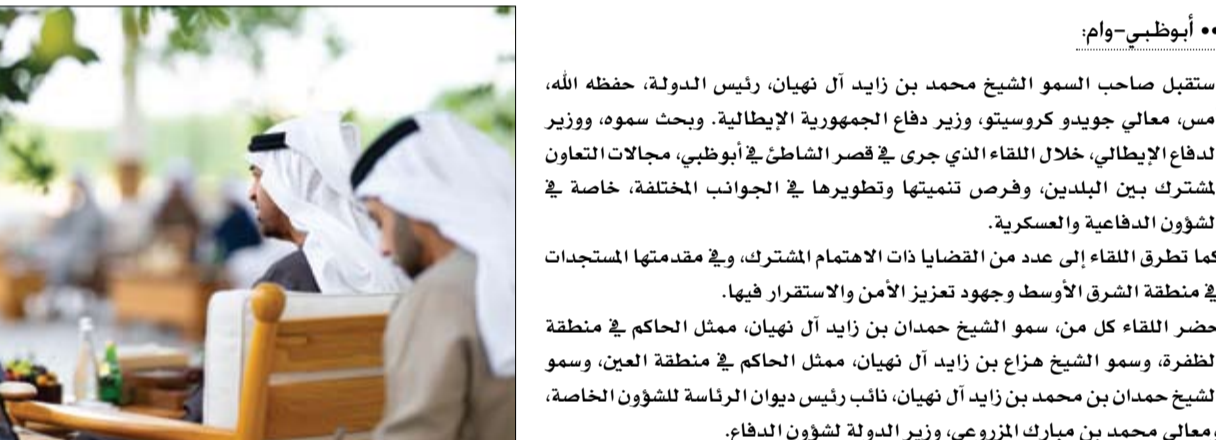 •• أبوظبي-وام:
ستقبل صاحب السمو الشيخ محمد بن زايد آل نهيان، رئيس الدولة، حفظه الله،
مس، معالي جويدو كروسيتو، وزير دفاع الجمهورية الإيطالية. وبحث سموه، ووزير
لدفاع الإيطالي، خلال اللقاء الذي جرى في قصر الشاطئ في أبوظبي، مجالات التعاون
لمشترك بين البلدين، وفرص تنميتها وتطويرها في الجوانب المختلفة، خاصة في
لشؤون الدفاعية والعسكرية.
كما تطرق اللقاء إلى عدد من القضايا ذات الاهتمام المشترك، وفي مقدمتها المستجدات
في منطقة الشرق الأوسط وجهود تعزيز الأمن والاستقرار فيها.
حضر اللقاء كل من، سمو الشيخ حمدان بن زايد آل نهيان، ممثل الحاكم في منطقة
لظفرة، وسمو الشيخ هزاع بن زايد آل نهيان، ممثل الحاكم في منطقة العين، وسمو
لشيخ حمدان بن محمد بن زايد آل نهيان، نائب رئيس ديوان الرئاسة للشؤون الخاصة،
ومعالي محمد بن مبارك المزروعي، وزير الدولة لشؤون الدفاع.